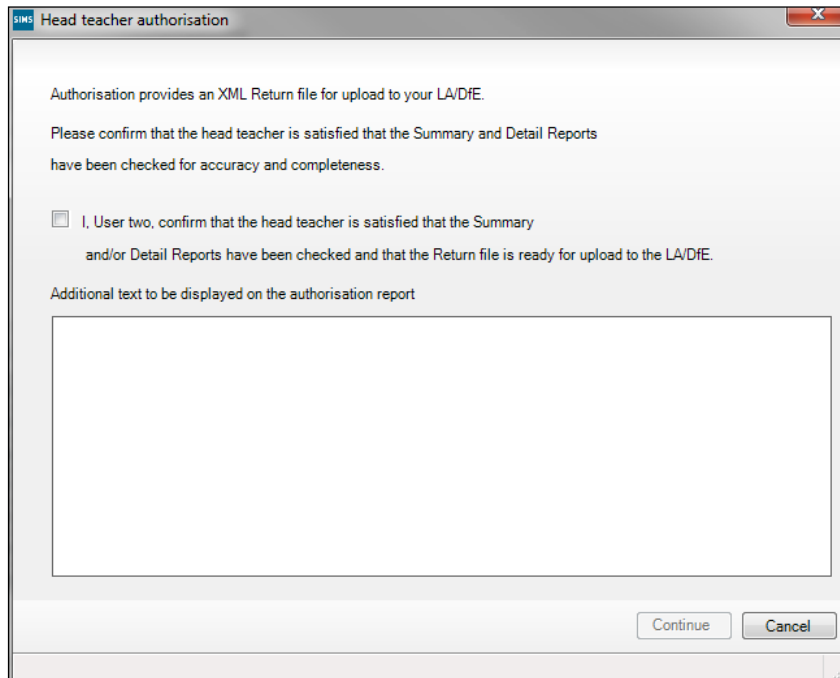 SIMS Head teacher authorisation
Authorisation provides an XML Return file for upload to your LA/DfE.
Please confirm that the head teacher is satisfied that the Summary and Detail Reports
have been checked for accuracy and completeness.
I, User two, confirm that the head teacher is satisfied that the Summary
and/or Detail Reports have been checked and that the Return file is ready for upload to the LA/DfE.
Additional text to be displayed on the authorisation report
Continue Cancel